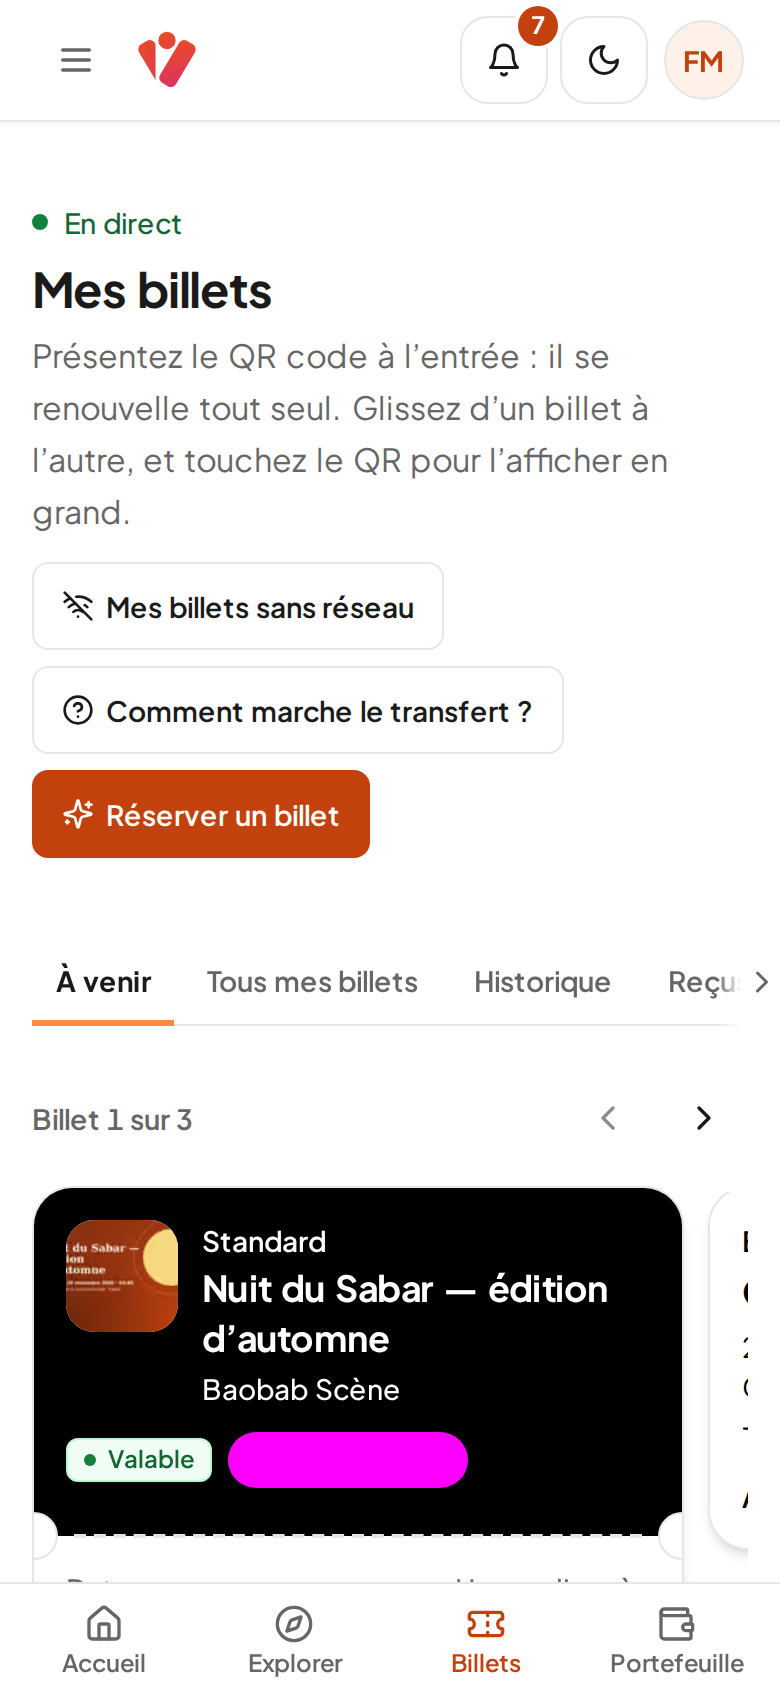 7
FM
En direct
Mes billets
Présentez le QR code à l’entrée : il se
renouvelle tout seul. Glissez d’un billet à
l’autre, et touchez le QR pour l’afficher en
grand.
Mes billets sans réseau
Comment marche le transfert ?
Réserver un billet
À venir
Tous mes billets
Historique
Reçus
Billet 1 sur 3
Standard
Nuit du Sabar — édition
d’automne
Baobab Scène
Valable
Accueil
Explorer
Billets
Portefeuille